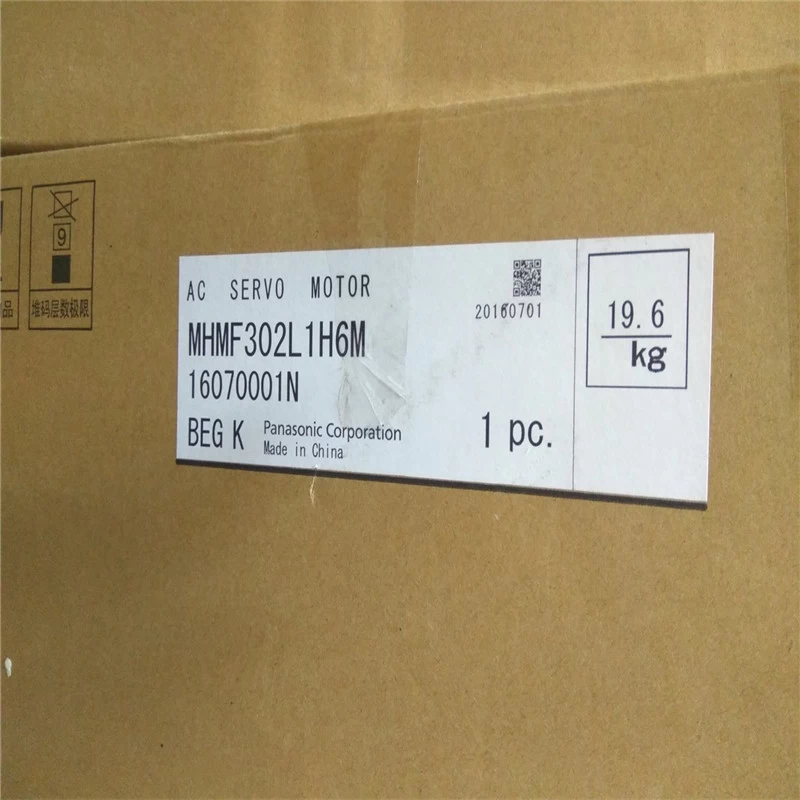 AC SERVO MOTOR
20160701
MHMF302L1H6M
16070001N
BEG K
Panasonic Corporation
Made in China
1 pc.
19.6
kg
9
堆码层数极限
品